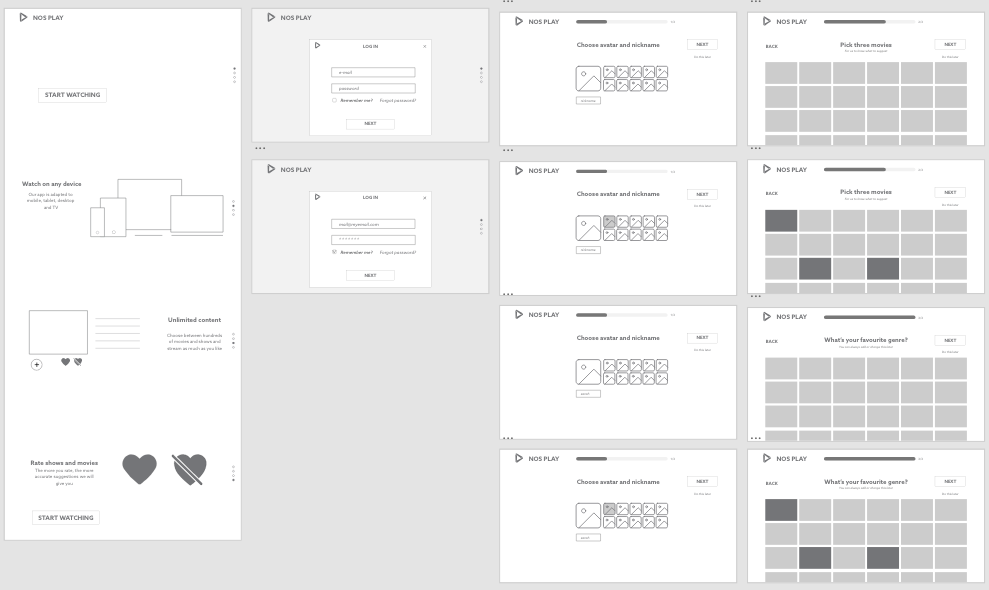 NOS PLAY
START WATCHING
Watch on any device
Our app is adapted to
mobile, tablet, desktop
and TV
Unlimited content
Choose between hundreds
of movies and shows and
stream as much as you like
Rate shows and movies
The more you rate, the more
accurate suggestions we will
give you
START WATCHING
NOS PLAY
LOG IN
e-mail
password
Remember me? Forgot password?
NEXT
NOS PLAY
LOG IN
mail@myemail.com
********
Remember me? Forgot password?
NEXT
NOS PLAY
Choose avatar and nickname
NEXT
NOS PLAY
Choose avatar and nickname
NEXT
NOS PLAY
Choose avatar and nickname
NEXT
NOS PLAY
Choose avatar and nickname
NEXT
NOS PLAY
BACK
Pick three movies
NEXT
NOS PLAY
BACK
Pick three movies
NEXT
NOS PLAY
What's your favourite genre?
NEXT
NOS PLAY
BACK
What's your favourite genre?
NEXT